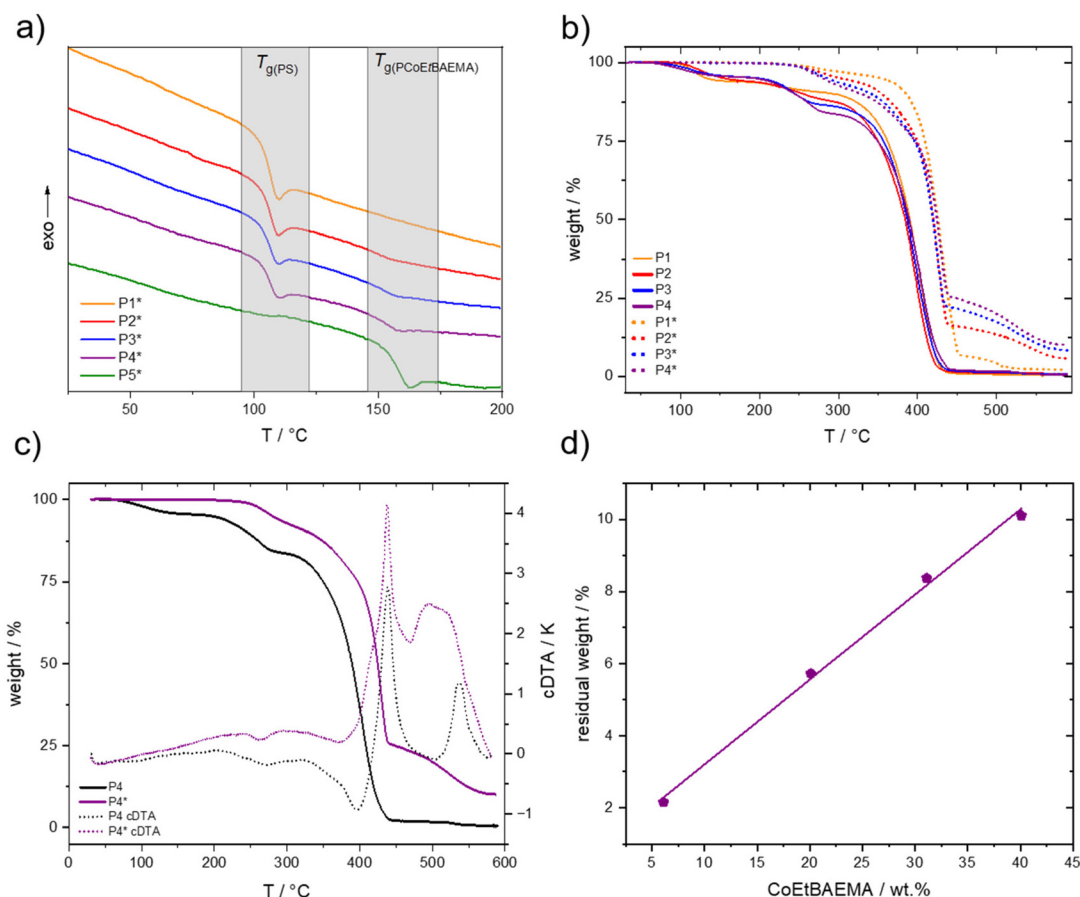 a)
T g(PS)
T g(PCoEtBAEMA)
exo
P1*
P2*
P3*
P4*
P5*
50 100 150 200
T / °C
b)
100
75
50
25
0
weight / %
P1
P2
P3
P4
P1*
P2*
P3*
P4*
100 200 300 400 500
T / °C
c)
100
75
50
25
0
weight / %
4
3
2
1
0
−1
cDTA / K
P4
P4*
P4 cDTA
P4* cDTA
0 100 200 300 400 500 600
T / °C
d)
10
8
6
4
2
residual weight / %
5 10 15 20 25 30 35 40 45
CoEtBAEMA / wt.%